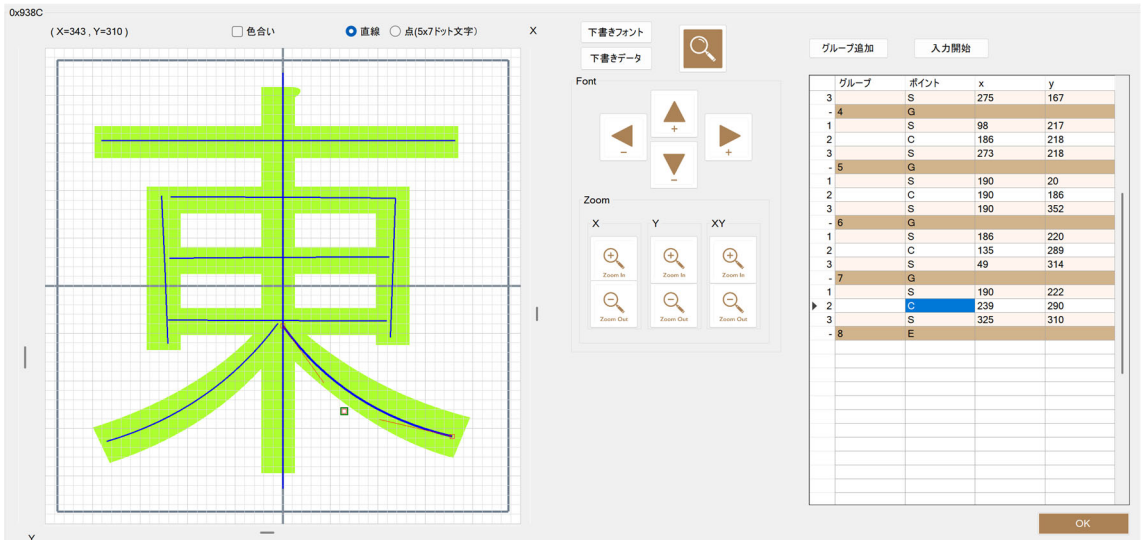 0x938C
( X=343 , Y=310 )
色合い
直線
点(5x7ドット文字)
X
下書きフォント
下書きデータ
グループ追加
入力開始
Font
+
-
+
-
Zoom
X Y XY
Zoom In Zoom In Zoom In
Zoom Out Zoom Out Zoom Out
グループ ポイント x y
3 S 275 167
- 4 G
1 S 98 217
2 C 186 218
3 S 273 218
- 5 G
1 S 190 20
2 C 190 186
3 S 190 352
- 6 G
1 S 186 220
2 C 135 289
3 S 49 314
- 7 G
1 S 190 222
2 C 239 290
3 S 325 310
- 8 E
東
OK
Y